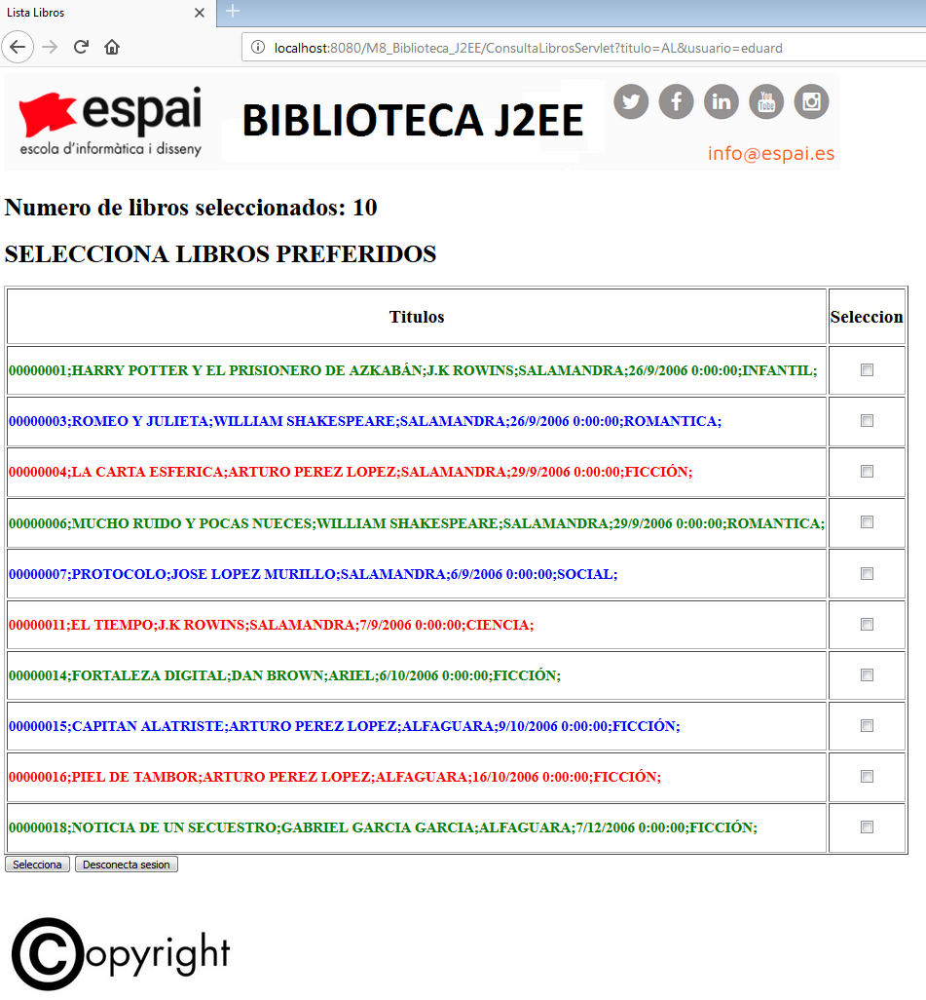 Lista Libros
localhost:8080/M8_Biblioteca_J2EE/ConsultaLibrosServlet?titulo=AL&usuario=eduard
espai
escola d'informàtica i disseny
BIBLIOTECA J2EE
You Tube
info@espai.es
Numero de libros seleccionados: 10
SELECCIONA LIBROS PREFERIDOS
Titulos Seleccion
00000001;HARRY POTTER Y EL PRISIONERO DE AZKABÁN;J.K ROWINS;SALAMANDRA;26/9/2006 0:00:00;INFANTIL;
00000003;ROMEO Y JULIETA;WILLIAM SHAKESPEARE;SALAMANDRA;26/9/2006 0:00:00;ROMANTICA;
00000004;LA CARTA ESFERICA;ARTURO PEREZ LOPEZ;SALAMANDRA;29/9/2006 0:00:00;FICCIÓN;
00000006;MUCHO RUIDO Y POCAS NUECES;WILLIAM SHAKESPEARE;SALAMANDRA;29/9/2006 0:00:00;ROMANTICA;
00000007;PROTOCOLO;JOSE LOPEZ MURILLO;SALAMANDRA;6/9/2006 0:00:00;SOCIAL;
00000011;EL TIEMPO;J.K ROWINS;SALAMANDRA;7/9/2006 0:00:00;CIENCIA;
00000014;FORTALEZA DIGITAL;DAN BROWN;ARIEL;6/10/2006 0:00:00;FICCIÓN;
00000015;CAPITAN ALATRISTE;ARTURO PEREZ LOPEZ;ALFAGUARA;9/10/2006 0:00:00;FICCIÓN;
00000016;PIEL DE TAMBOR;ARTURO PEREZ LOPEZ;ALFAGUARA;16/10/2006 0:00:00;FICCIÓN;
00000018;NOTICIA DE UN SECUESTRO;GABRIEL GARCIA GARCIA;ALFAGUARA;7/12/2006 0:00:00;FICCIÓN;
Selecciona Desconecta sesion
Copyright